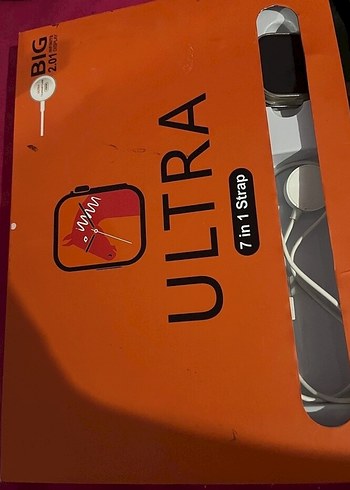 BIG
2.01
ULTRA
7 in 1 Strap